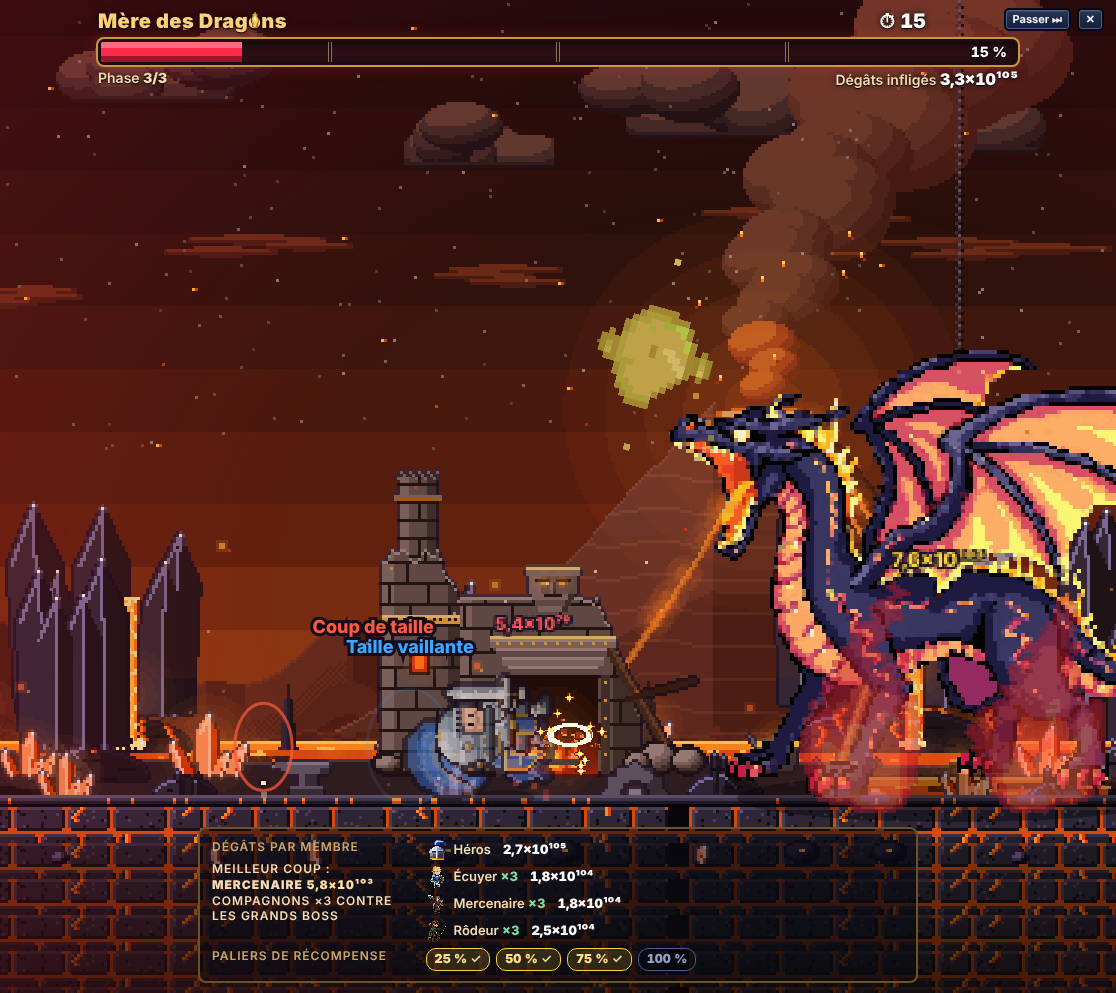 Mère des Dragons
⏱ 15
Passer ⏭
✕
15 %
Phase 3/3
Dégâts infligés 3,3×10¹⁰⁵
Coup de taille
Taille vaillante
DÉGÂTS PAR MEMBRE
MEILLEUR COUP :
MERCENAIRE 5,8×10¹⁰³
COMPAGNONS ×3 CONTRE
LES GRANDS BOSS
Héros 2,7×10¹⁰⁵
Écuyer ×3 1,8×10¹⁰⁴
Mercenaire ×3 1,8×10¹⁰⁴
Rôdeur ×3 2,5×10¹⁰⁴
PALIERS DE RÉCOMPENSE
25 % ✓ 50 % ✓ 75 % ✓ 100 %